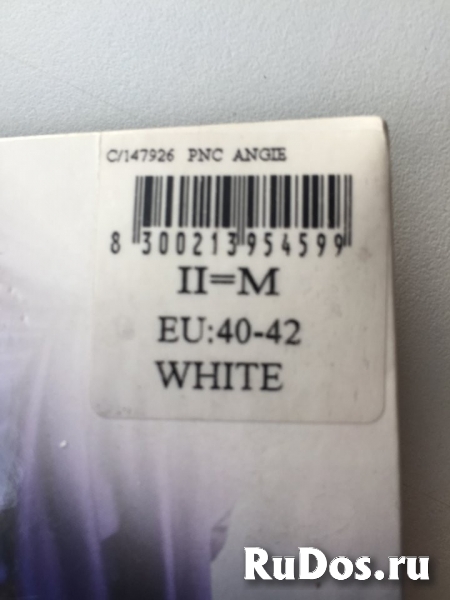 C/147926 PNC ANGIE
8 300213 954599
II=M
EU:40-42
WHITE
RuDos.ru